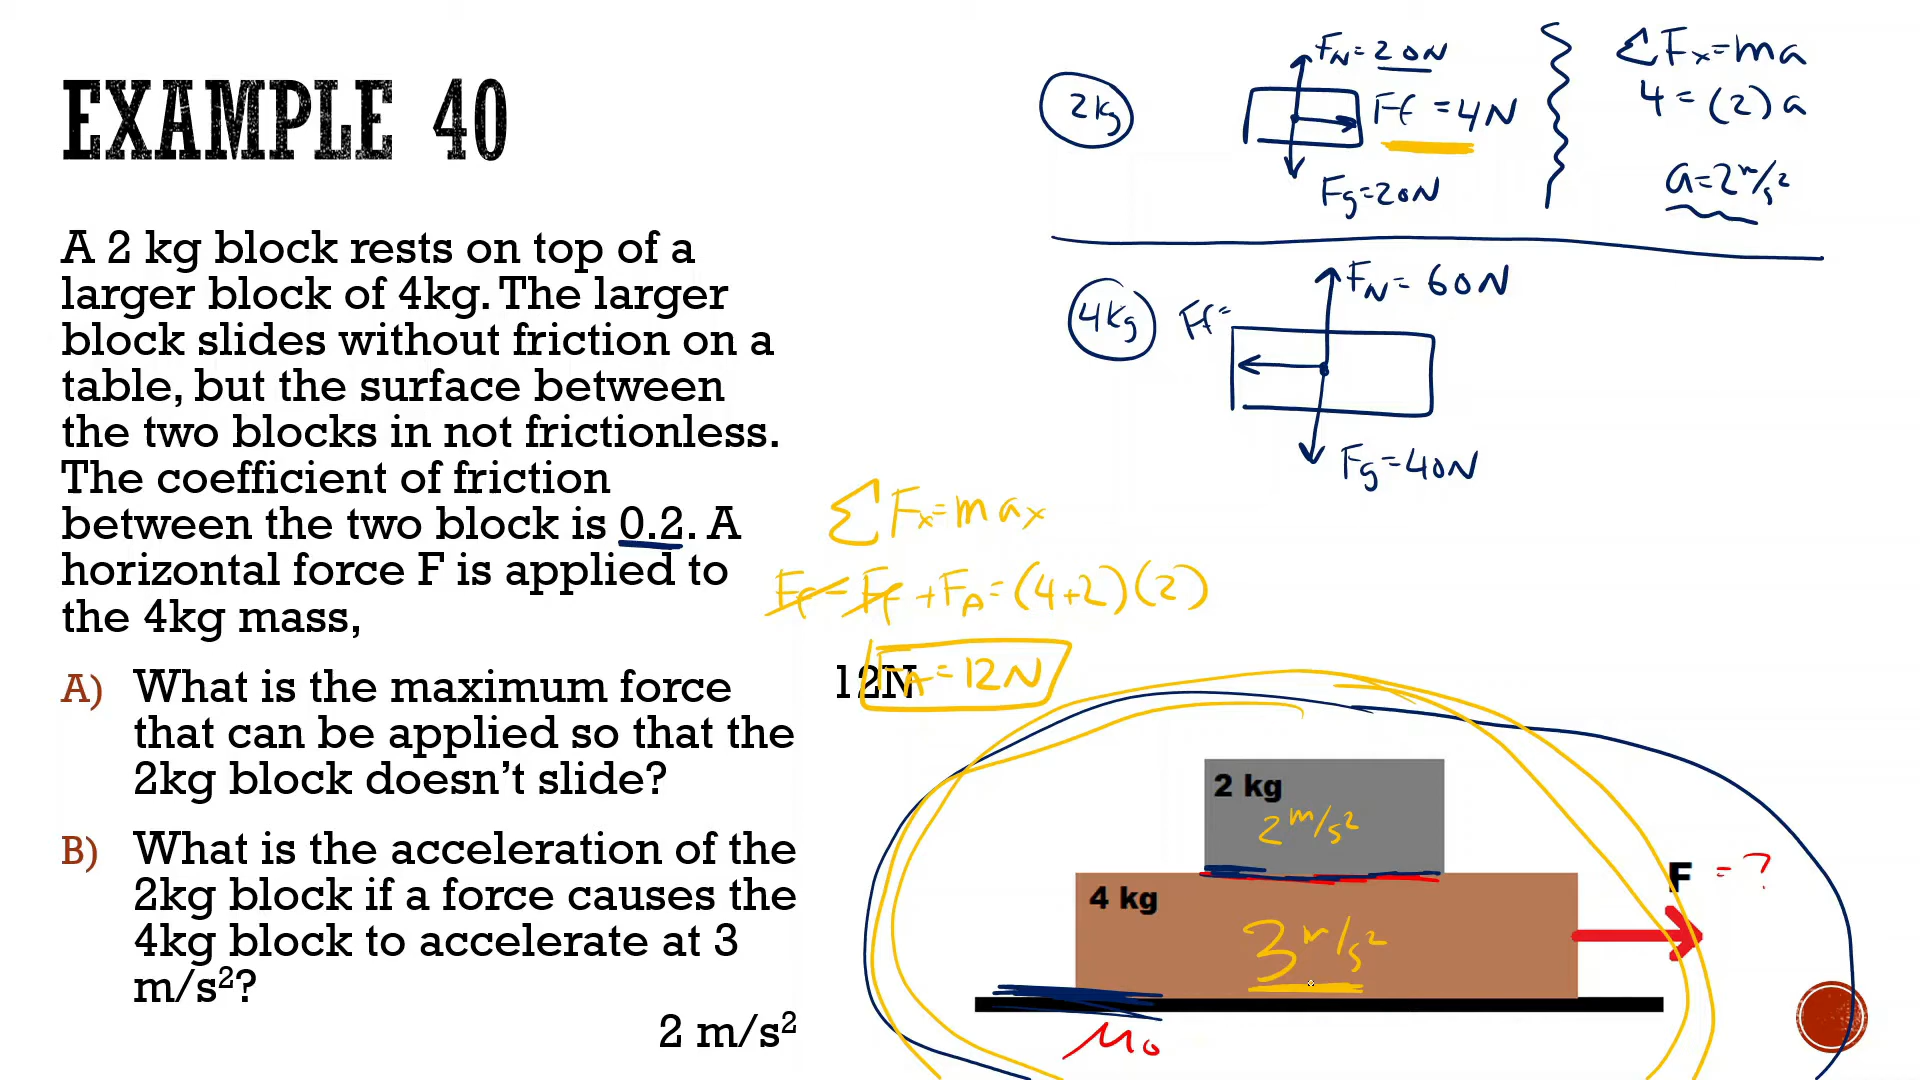 EXAMPLE 40
A 2 kg block rests on top of a
larger block of 4kg. The larger
block slides without friction on a
table, but the surface between
the two blocks in not frictionless.
The coefficient of friction
between the two block is 0.2. A
horizontal force F is applied to
the 4kg mass,
A) What is the maximum force
that can be applied so that the
2kg block doesn't slide?
12N
B) What is the acceleration of the
2kg block if a force causes the
4kg block to accelerate at 3
m/s²?
2 m/s²
2kg
FN=20N
Ff=4N
Fg=20N
ΣFx=ma
4=(2)a
a=2m/s²
4kg
Ff=
FN=60N
Fg=40N
ΣFx=max
Ff-Ff+FA=(4+2)(2)
FA=12N
2 kg
2m/s²
4 kg
3m/s²
F =?
μ0